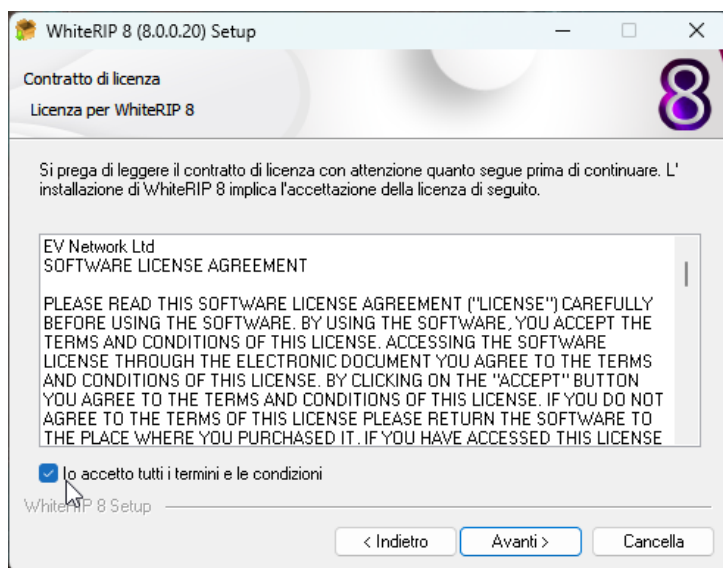 WhiteRIP 8 (8.0.0.20) Setup
Contratto di licenza
Licenza per WhiteRIP 8
8
Si prega di leggere il contratto di licenza con attenzione quanto segue prima di continuare. L'
installazione di WhiteRIP 8 implica l'accettazione della licenza di seguito.
EV Network Ltd
SOFTWARE LICENSE AGREEMENT
PLEASE READ THIS SOFTWARE LICENSE AGREEMENT ("LICENSE") CAREFULLY
BEFORE USING THE SOFTWARE. BY USING THE SOFTWARE, YOU ACCEPT THE
TERMS AND CONDITIONS OF THIS LICENSE. ACCESSING THE SOFTWARE
LICENSE THROUGH THE ELECTRONIC DOCUMENT YOU AGREE TO THE TERMS
AND CONDITIONS OF THIS LICENSE. BY CLICKING ON THE "ACCEPT" BUTTON
YOU AGREE TO THE TERMS AND CONDITIONS OF THIS LICENSE. IF YOU DO NOT
AGREE TO THE TERMS OF THIS LICENSE PLEASE RETURN THE SOFTWARE TO
THE PLACE WHERE YOU PURCHASED IT. IF YOU HAVE ACCESSED THIS LICENSE
Io accetto tutti i termini e le condizioni
WhiteRIP 8 Setup
< Indietro
Avanti >
Cancella